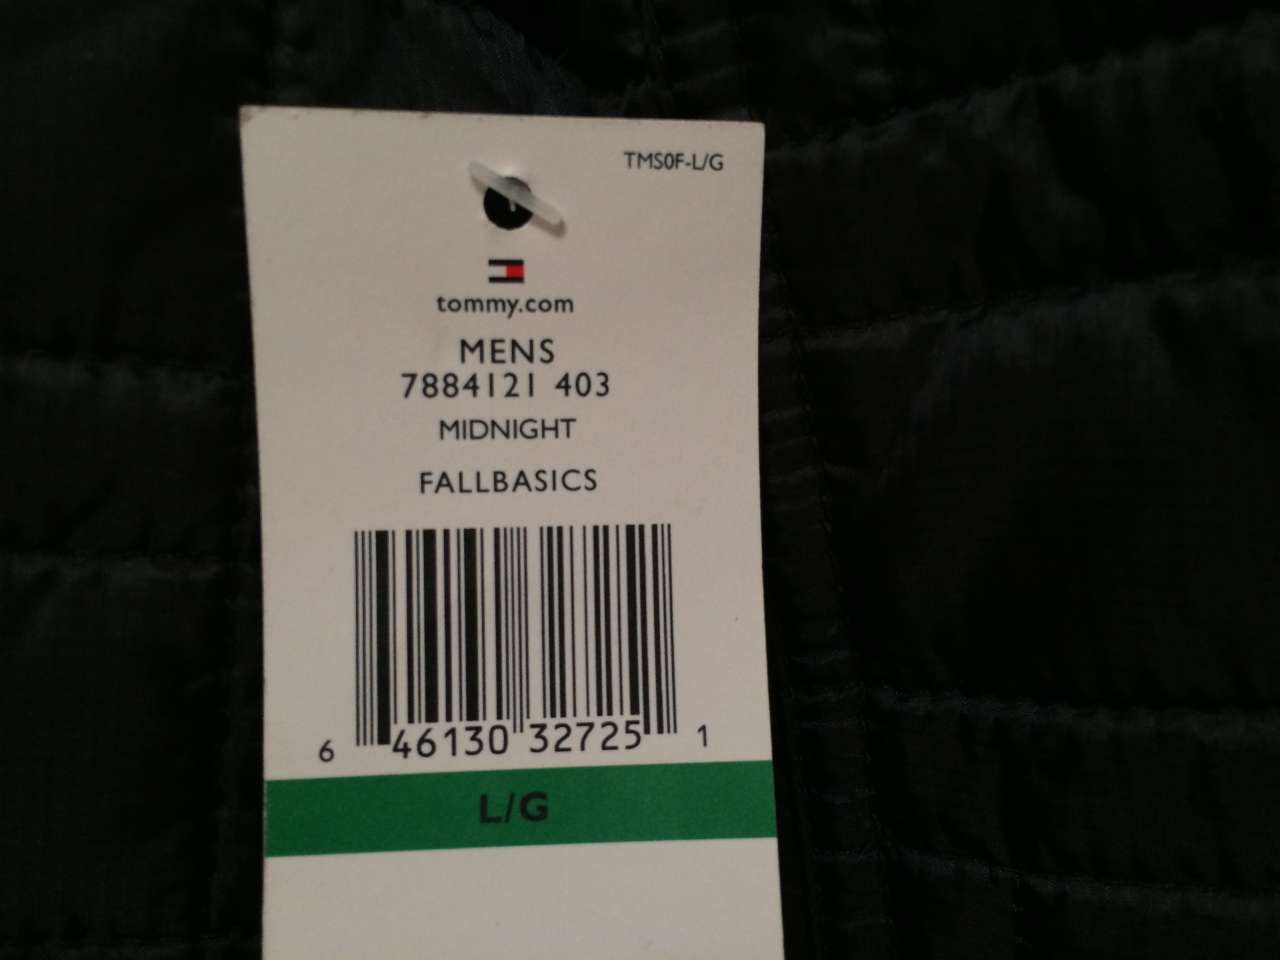 TMS0F-L/G
tommy.com
MENS
7884121 403
MIDNIGHT
FALLBASICS
6 46130 32725 1
L/G